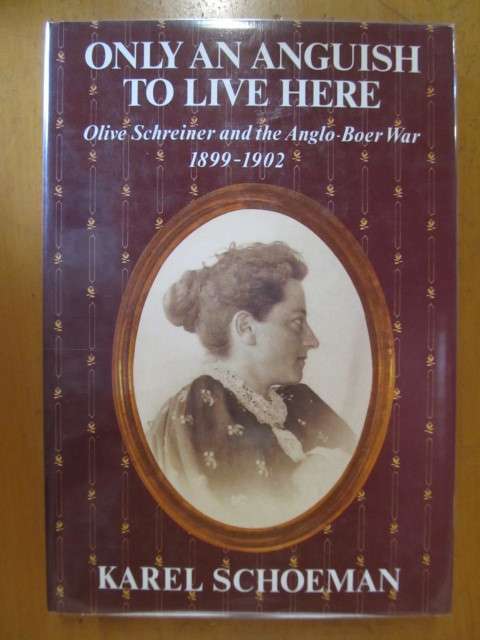 ONLY AN ANGUISH
TO LIVE HERE
Olive Schreiner and the Anglo-Boer War
1899-1902
KAREL SCHOEMAN